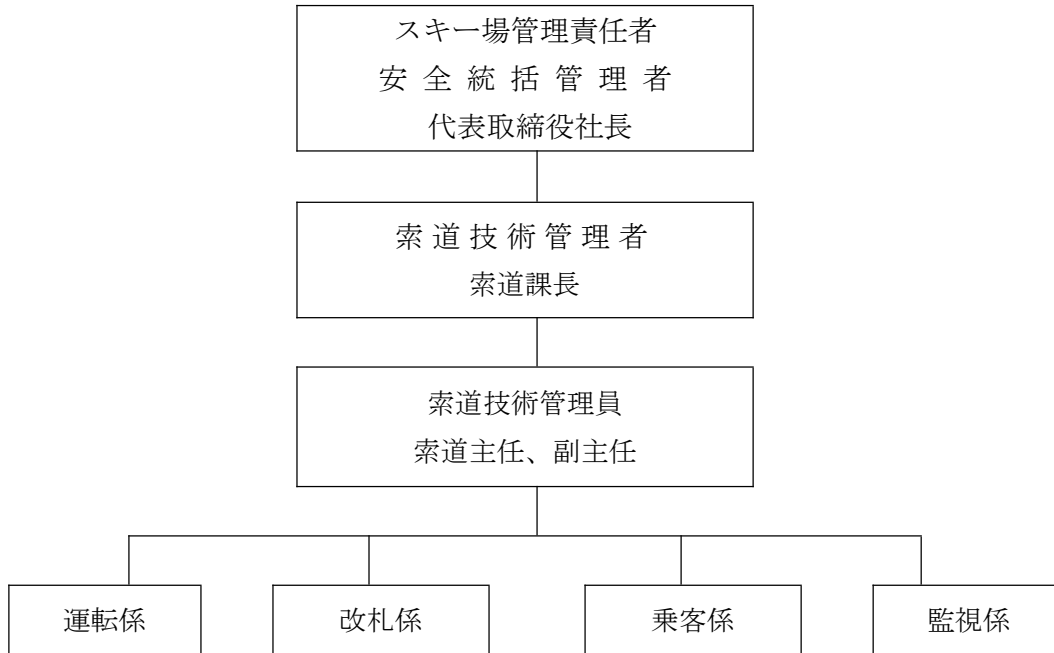 スキー場管理責任者
安全統括管理者
代表取締役社長
索道技術管理者
索道課長
索道技術管理員
索道主任、副主任
運転係
改札係
乗客係
監視係